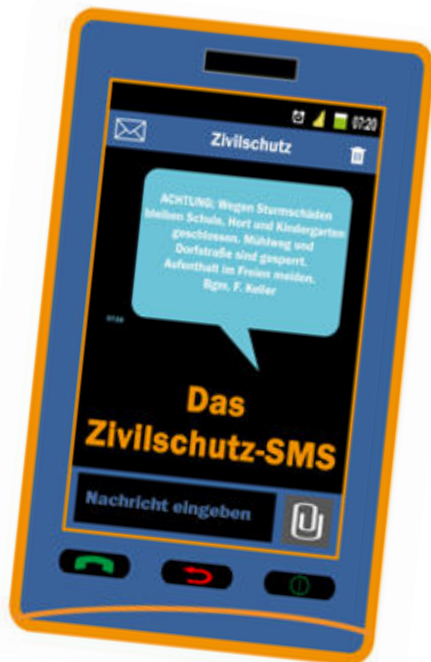 07:20
Zivilschutz
ACHTUNG: Wegen Sturmschäden
bleiben Schule, Hort und Kindergarten
geschlossen. Mühlweg und
Dorfstraße sind gesperrt.
Aufenthalt im Freien meiden.
Bgm. F. Keller
Das
Zivilschutz-SMS
Nachricht eingeben